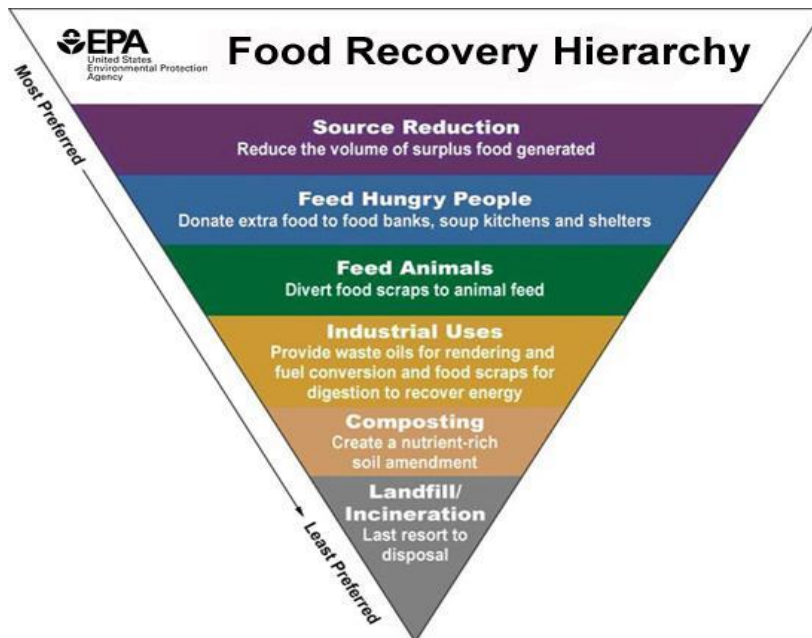 EPA
United States
Environmental Protection
Agency
Food Recovery Hierarchy
Most Preferred
Source Reduction
Reduce the volume of surplus food generated
Feed Hungry People
Donate extra food to food banks, soup kitchens and shelters
Feed Animals
Divert food scraps to animal feed
Industrial Uses
Provide waste oils for rendering and
fuel conversion and food scraps for
digestion to recover energy
Composting
Create a nutrient-rich
soil amendment
Landfill/
Incineration
Last resort to
disposal
Least Preferred